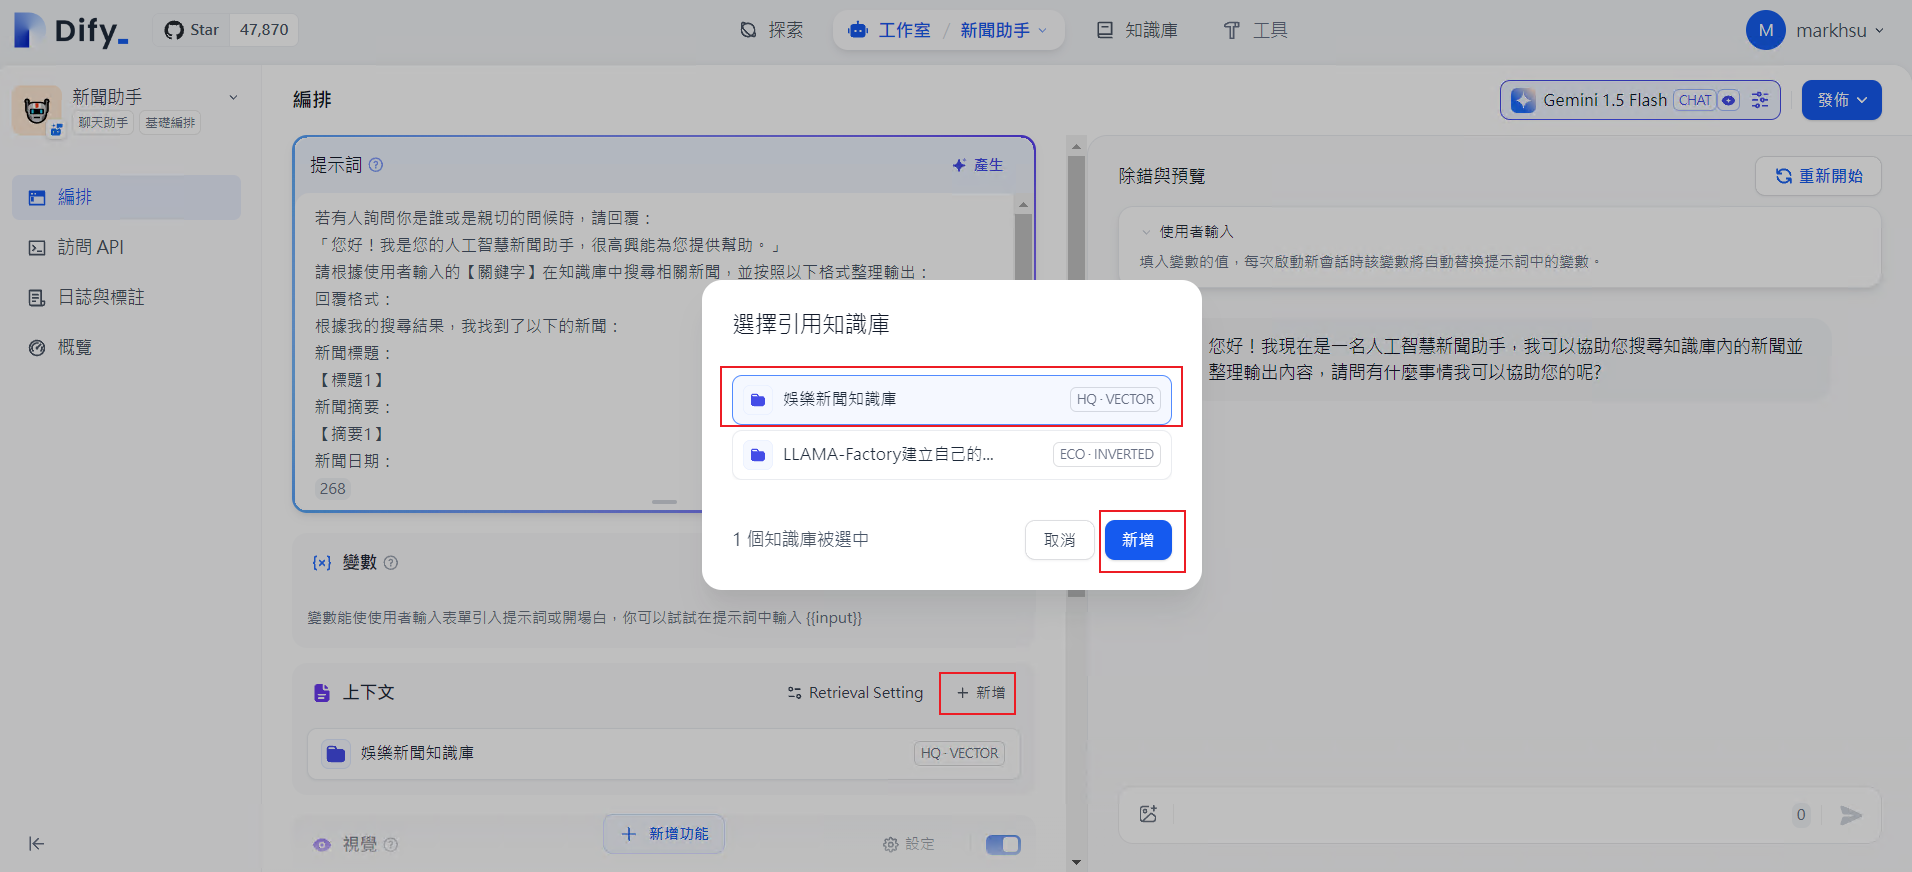 Dify_
Star 47,870
探索
工作室 / 新聞助手
知識庫
工具
M markhsu
新聞助手
聊天助手 基礎編排
編排
訪問 API
日誌與標註
概覽
編排
Gemini 1.5 Flash CHAT
發佈
提示詞
產生
若有人詢問你是誰或是親切的問候時，請回覆：
「您好！我是您的人工智慧新聞助手，很高興能為您提供幫助。」
請根據使用者輸入的【關鍵字】在知識庫中搜尋相關新聞，並按照以下格式整理輸出：
回覆格式：
根據我的搜尋結果，我找到了以下的新聞：
新聞標題：
【標題1】
新聞摘要：
【摘要1】
新聞日期：
268
變數
變數能使使用者輸入表單引入提示詞或開場白，你可以試試在提示詞中輸入 {{input}}
上下文
Retrieval Setting
+ 新增
娛樂新聞知識庫
HQ · VECTOR
視覺
設定
+ 新增功能
選擇引用知識庫
娛樂新聞知識庫
HQ · VECTOR
LLAMA-Factory建立自己的...
ECO · INVERTED
1 個知識庫被選中
取消
新增
除錯與預覽
重新開始
使用者輸入
填入變數的值，每次啟動新會話時該變數將自動替換提示詞中的變數。
您好！我現在是一名人工智慧新聞助手，我可以協助您搜尋知識庫內的新聞並
整理輸出內容，請問有什麼事情我可以協助您的呢?
0